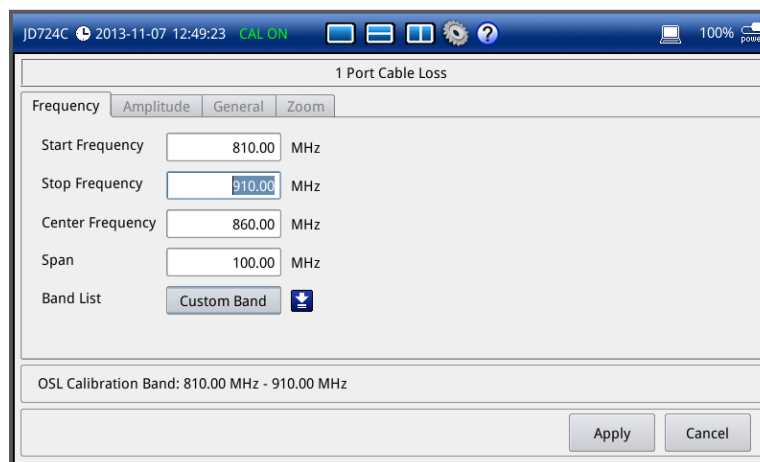 JD724C 2013-11-07 12:49:23 CAL ON ? 100% power
1 Port Cable Loss
Frequency Amplitude General Zoom
Start Frequency 810.00 MHz
Stop Frequency 910.00 MHz
Center Frequency 860.00 MHz
Span 100.00 MHz
Band List Custom Band
OSL Calibration Band: 810.00 MHz - 910.00 MHz
Apply Cancel